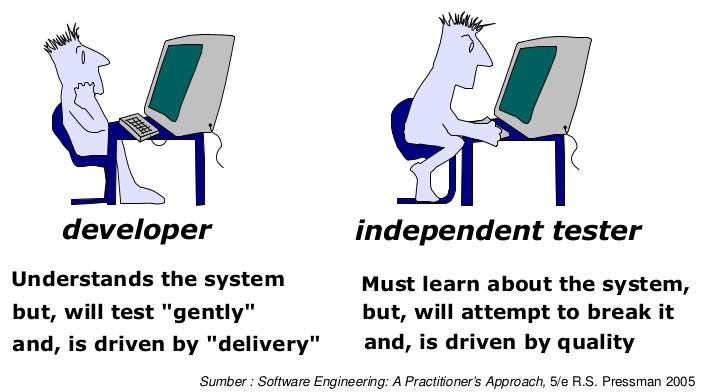 developer
Understands the system
but, will test "gently"
and, is driven by "delivery"
independent tester
Must learn about the system,
but, will attempt to break it
and, is driven by quality
Sumber : Software Engineering: A Practitioner's Approach, 5/e R.S. Pressman 2005